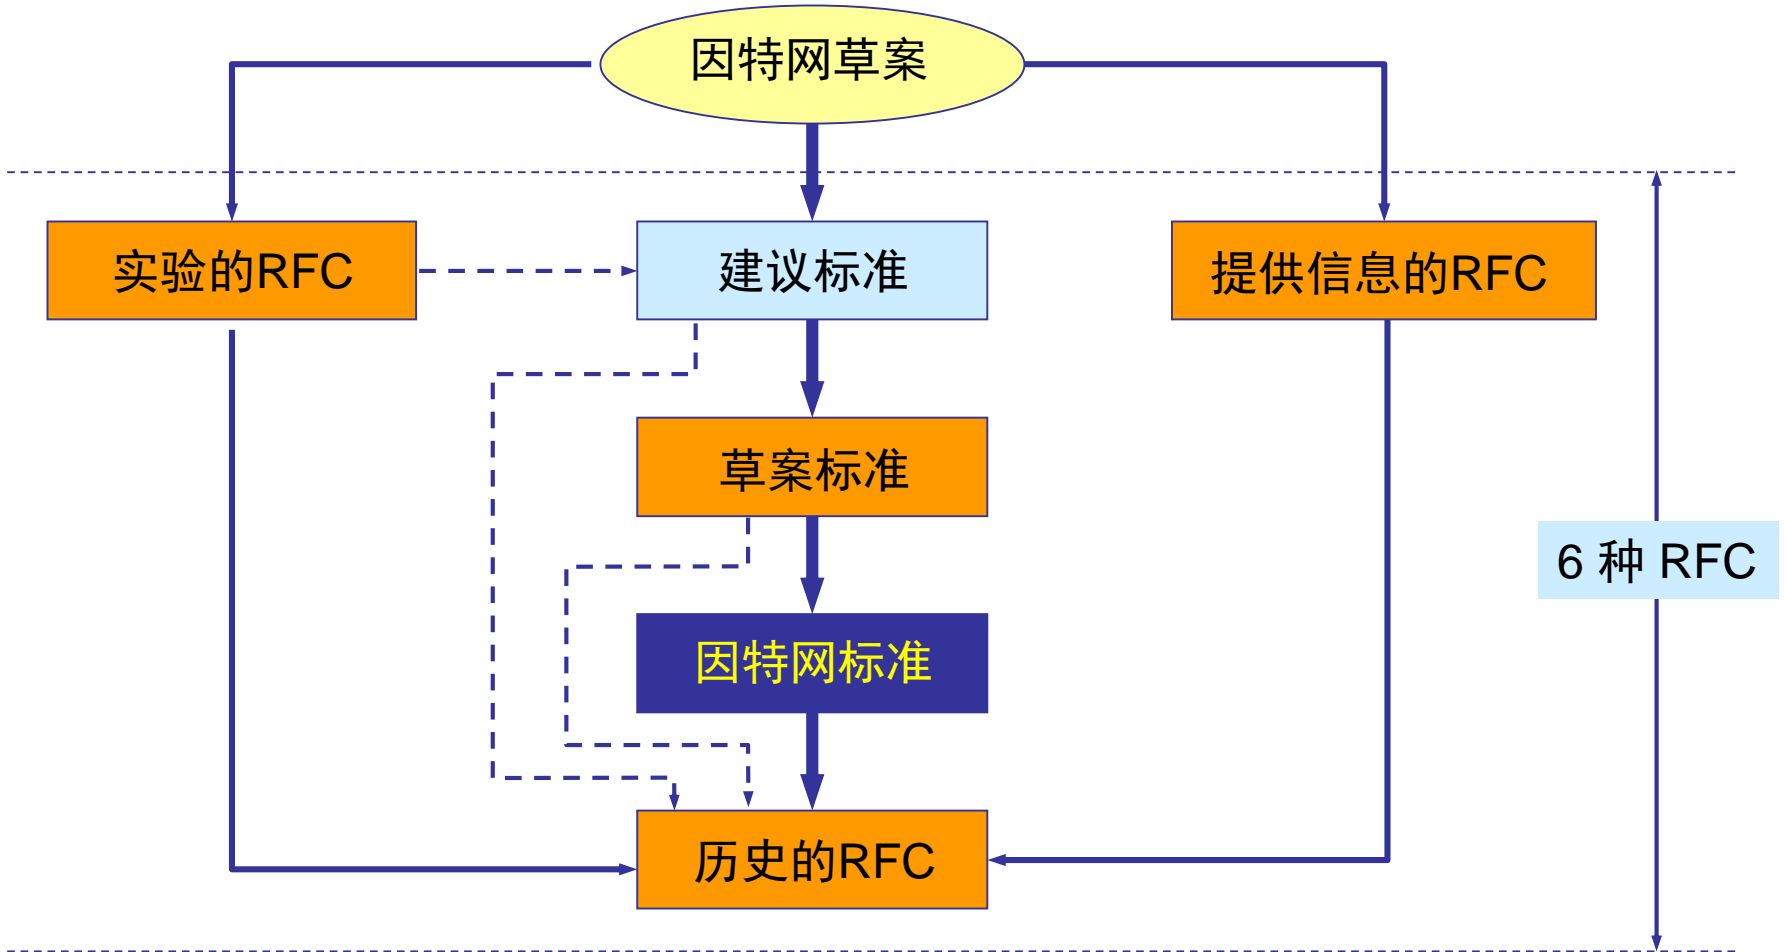 因特网草案
实验的RFC
建议标准
提供信息的RFC
草案标准
6 种 RFC
因特网标准
历史的RFC